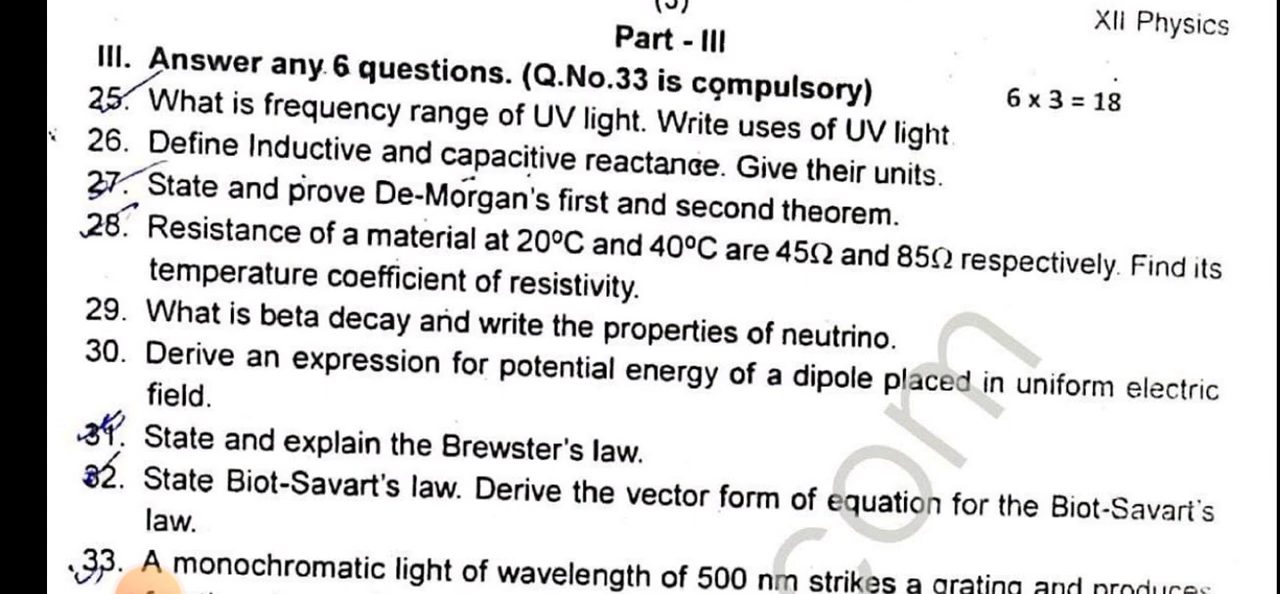 (3)
XII Physics
Part - III
III. Answer any 6 questions. (Q.No.33 is compulsory) 6 x 3 = 18
25. What is frequency range of UV light. Write uses of UV light.
26. Define Inductive and capacitive reactance. Give their units.
27. State and prove De-Morgan's first and second theorem.
28. Resistance of a material at 20ºC and 40ºC are 45Ω and 85Ω respectively. Find its
temperature coefficient of resistivity.
29. What is beta decay and write the properties of neutrino.
30. Derive an expression for potential energy of a dipole placed in uniform electric
field.
31. State and explain the Brewster's law.
32. State Biot-Savart's law. Derive the vector form of equation for the Biot-Savart's
law.
33. A monochromatic light of wavelength of 500 nm strikes a grating and produces
com